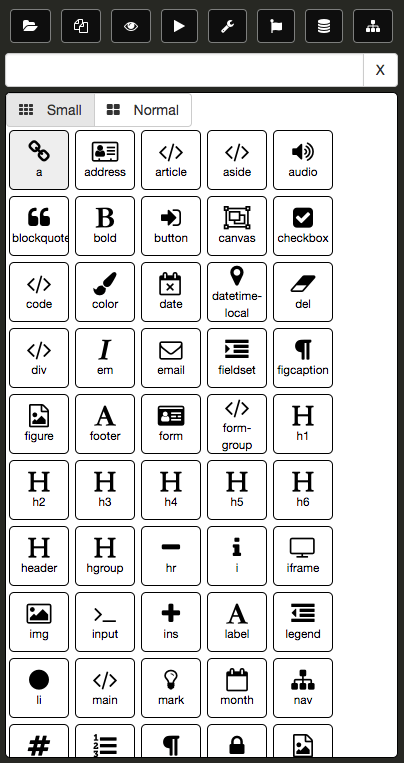 X
Small Normal
a address article aside audio
blockquote bold button canvas checkbox
code color date datetime-
local del
div em email fieldset figcaption
figure footer form form-
group h1
h2 h3 h4 h5 h6
header hgroup hr i iframe
img input ins label legend
li main mark month nav